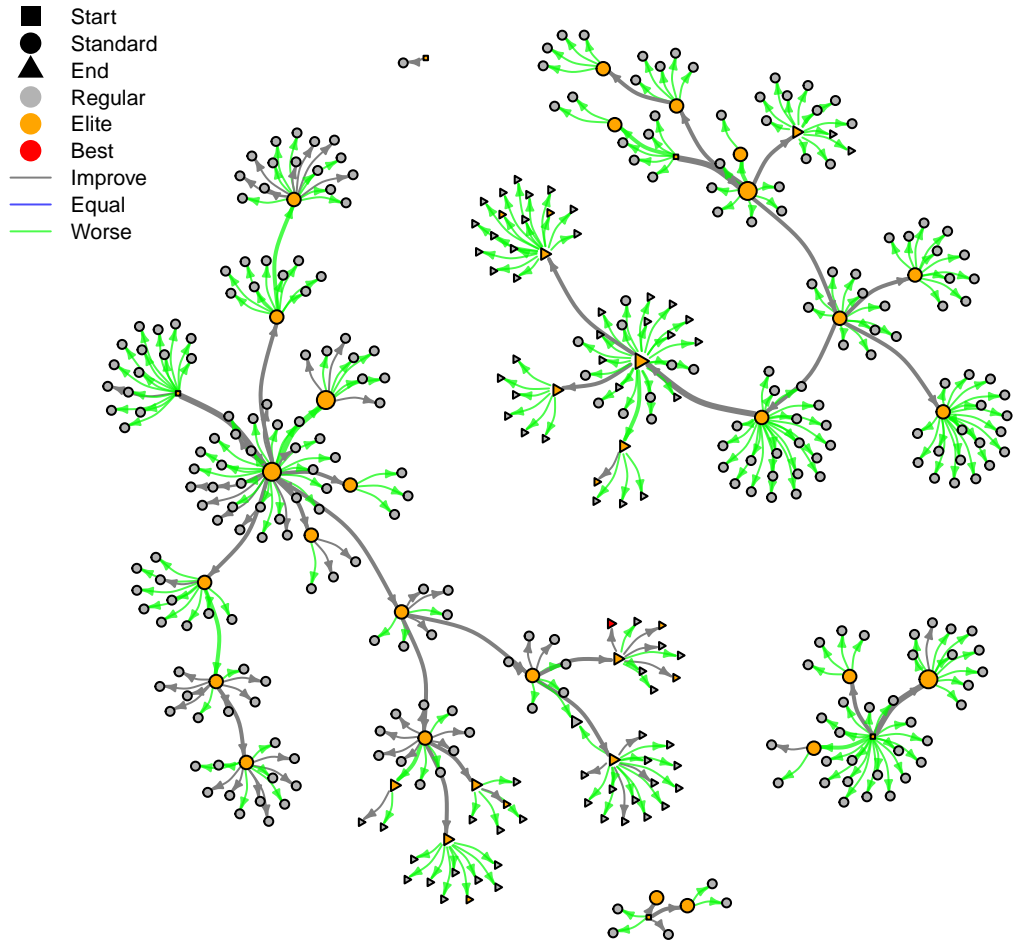 Start
Standard
End
Regular
Elite
Best
Improve
Equal
Worse